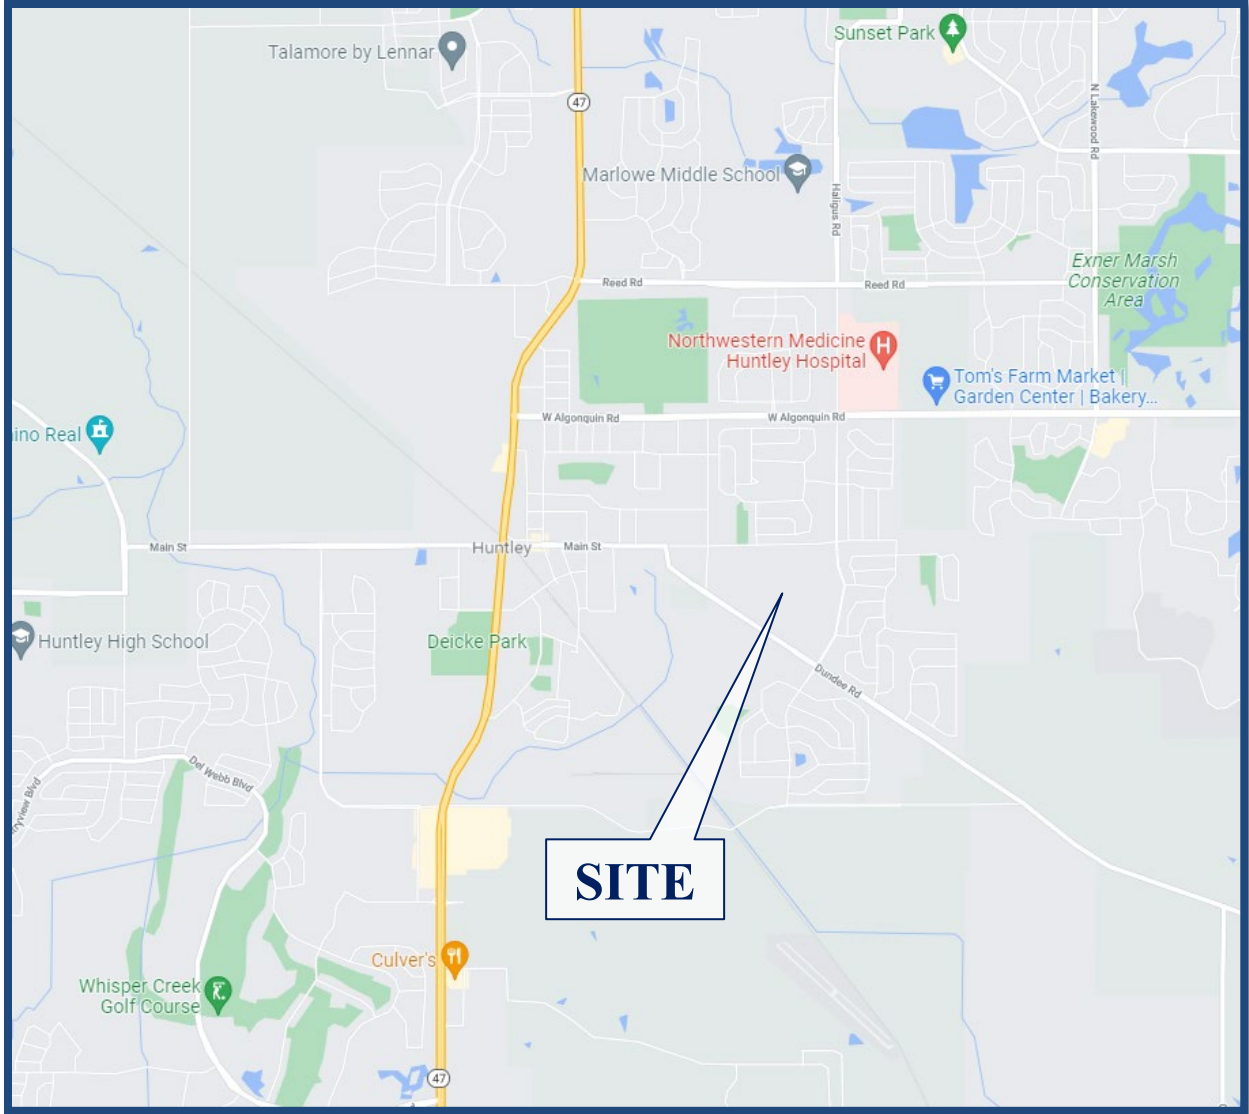 Sunset Park
Talamore by Lennar
47
N Lakewood Rd
Marlowe Middle School
Haligus Rd
Exner Marsh
Conservation
Area
Reed Rd
Reed Rd
Northwestern Medicine
Huntley Hospital
Tom's Farm Market |
Garden Center | Bakery...
W Algonquin Rd
W Algonquin Rd
ino Real
Main St
Huntley
Main St
Huntley High School
Deicke Park
Dundee Rd
Del Webb Blvd
ryview Blvd
SITE
Culver's
Whisper Creek
Golf Course
47